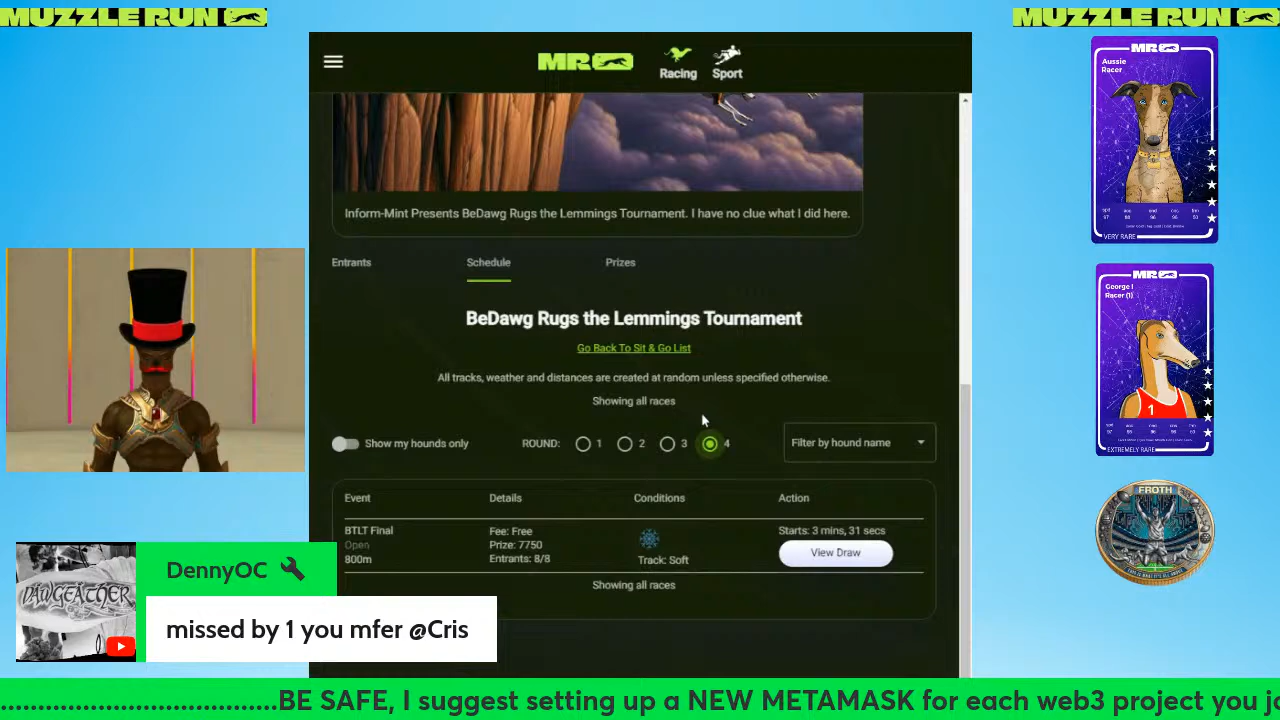 MUZZLE RUN
MUZZLE RUN
MR
Racing
Sport
Inform-Mint Presents BeDawg Rugs the Lemmings Tournament. I have no clue what I did here.
Entrants
Schedule
Prizes
BeDawg Rugs the Lemmings Tournament
Go Back To Sit & Go List
All tracks, weather and distances are created at random unless specified otherwise.
Showing all races
Show my hounds only
ROUND: 1 2 3 4
Filter by hound name
Event Details Conditions Action
BTLT Final
Open
800m
Fee: Free
Prize: 7750
Entrants: 8/8
Track: Soft
Starts: 3 mins, 31 secs
View Draw
Showing all races
MR
Aussie
Racer
VERY RARE
MR
George I
Racer (1)
1
EXTREMELY RARE
FROTH
DAWGFATHER
DennyOC
missed by 1 you mfer @Cris
...................................BE SAFE, I suggest setting up a NEW METAMASK for each web3 project you jo